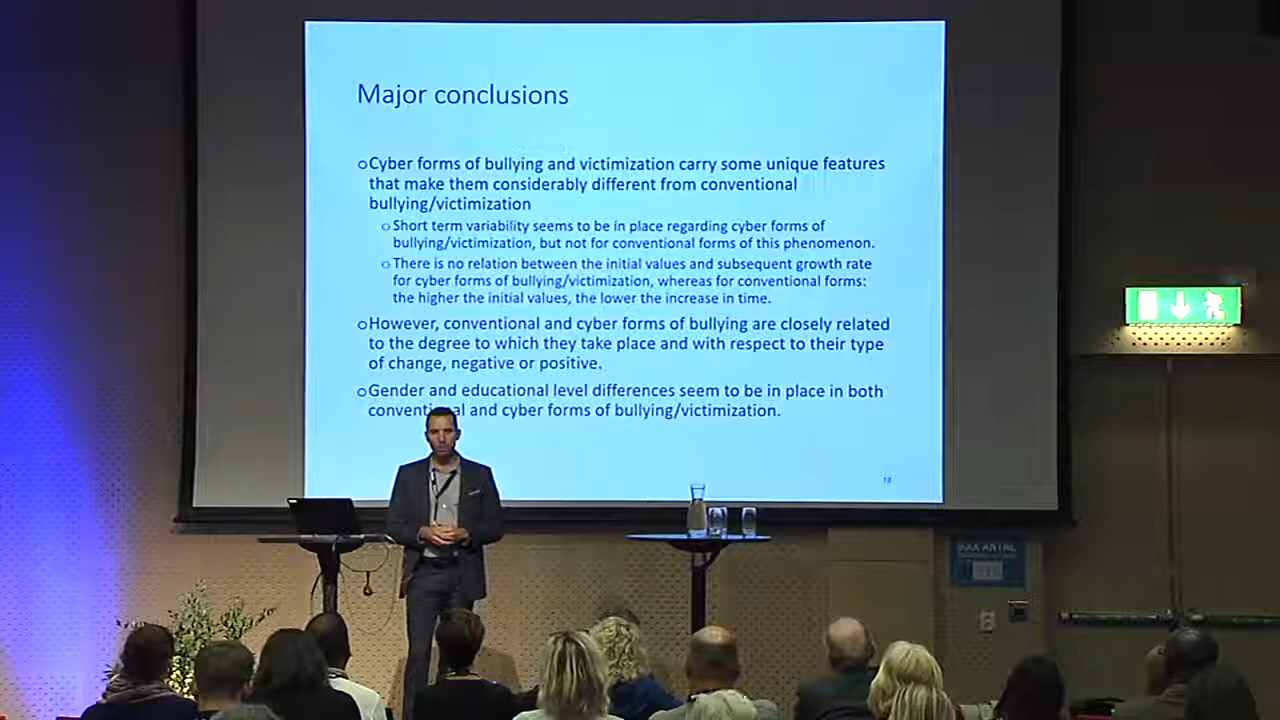 Major conclusions
oCyber forms of bullying and victimization carry some unique features
that make them considerably different from conventional
bullying/victimization
o Short term variability seems to be in place regarding cyber forms of
bullying/victimization, but not for conventional forms of this phenomenon.
o There is no relation between the initial values and subsequent growth rate
for cyber forms of bullying/victimization, whereas for conventional forms:
the higher the initial values, the lower the increase in time.
oHowever, conventional and cyber forms of bullying are closely related
to the degree to which they take place and with respect to their type
of change, negative or positive.
oGender and educational level differences seem to be in place in both
and cyber forms of bullying/victimization.
18
MAX ANTAL